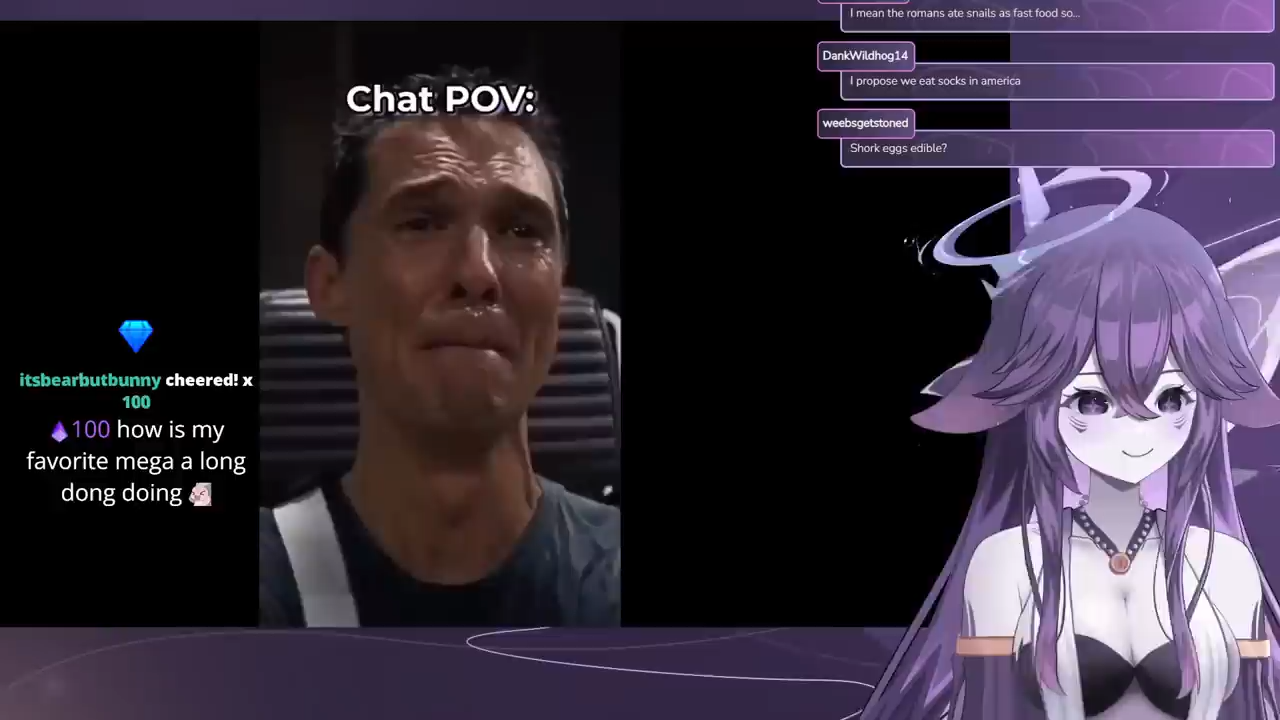 I mean the romans ate snails as fast food so...
DankWildhog14
I propose we eat socks in america
weebsgetstoned
Shork eggs edible?
Chat POV:
itsbearbutbunny cheered! x
100
100 how is my
favorite mega a long
dong doing